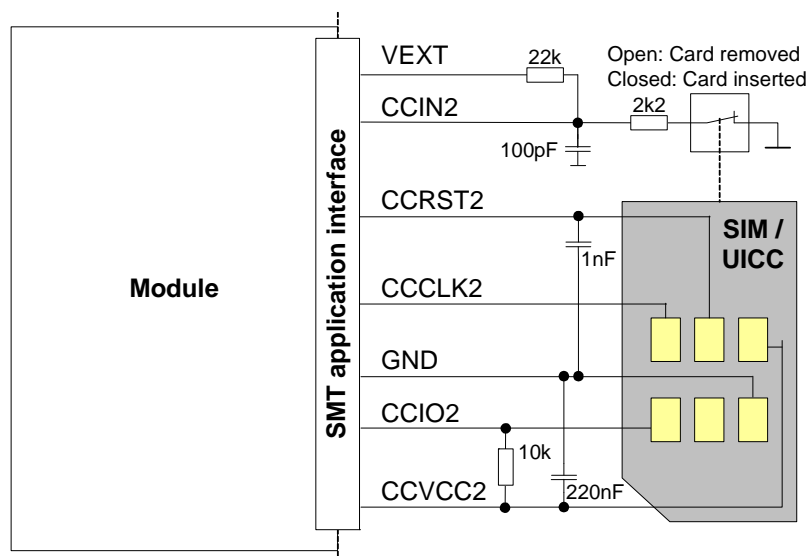 VEXT
22k
Open: Card removed
Closed: Card inserted
CCIN2
2k2
100pF
CCRST2
SIM /
UICC
1nF
Module
SMT application interface
CCCLK2
GND
CCIO2
10k
220nF
CCVCC2